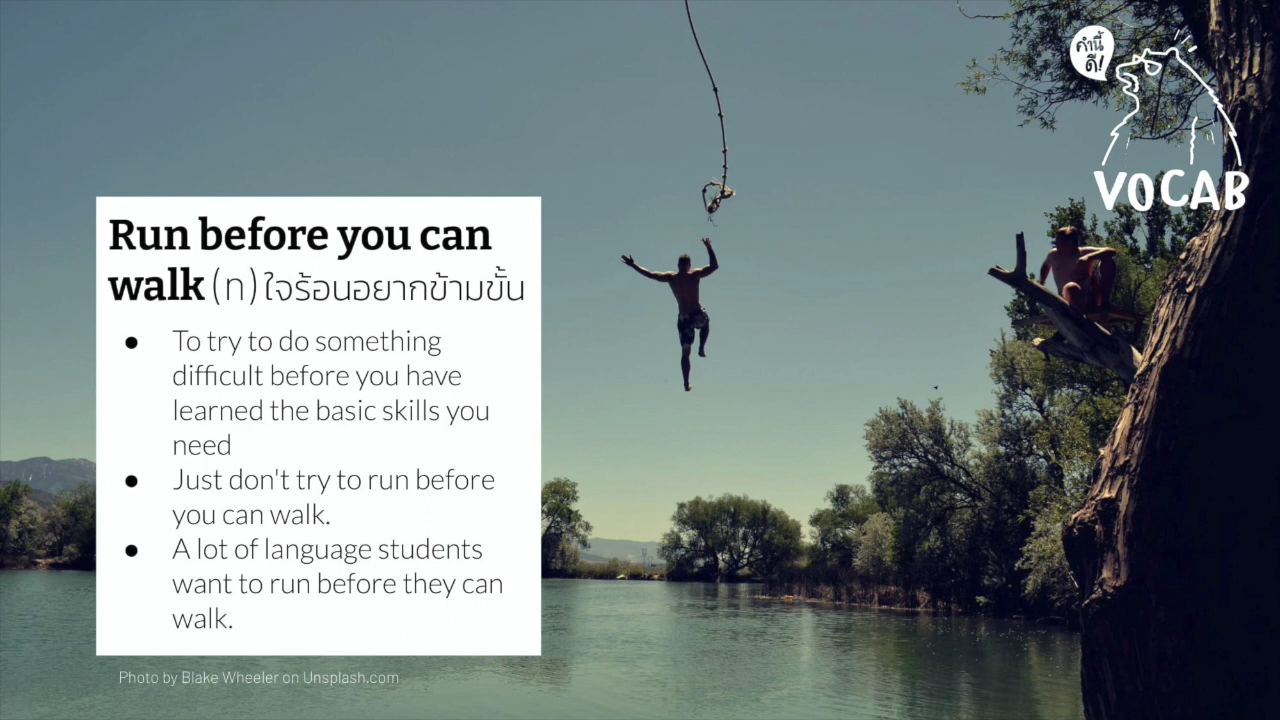 คำนี้
ดี!
VOCAB
Run before you can
walk (ท) ใจร้อนอยากข้ามขั้น
● To try to do something
difficult before you have
learned the basic skills you
need
● Just don't try to run before
you can walk.
● A lot of language students
want to run before they can
walk.
Photo by Blake Wheeler on Unsplash.com